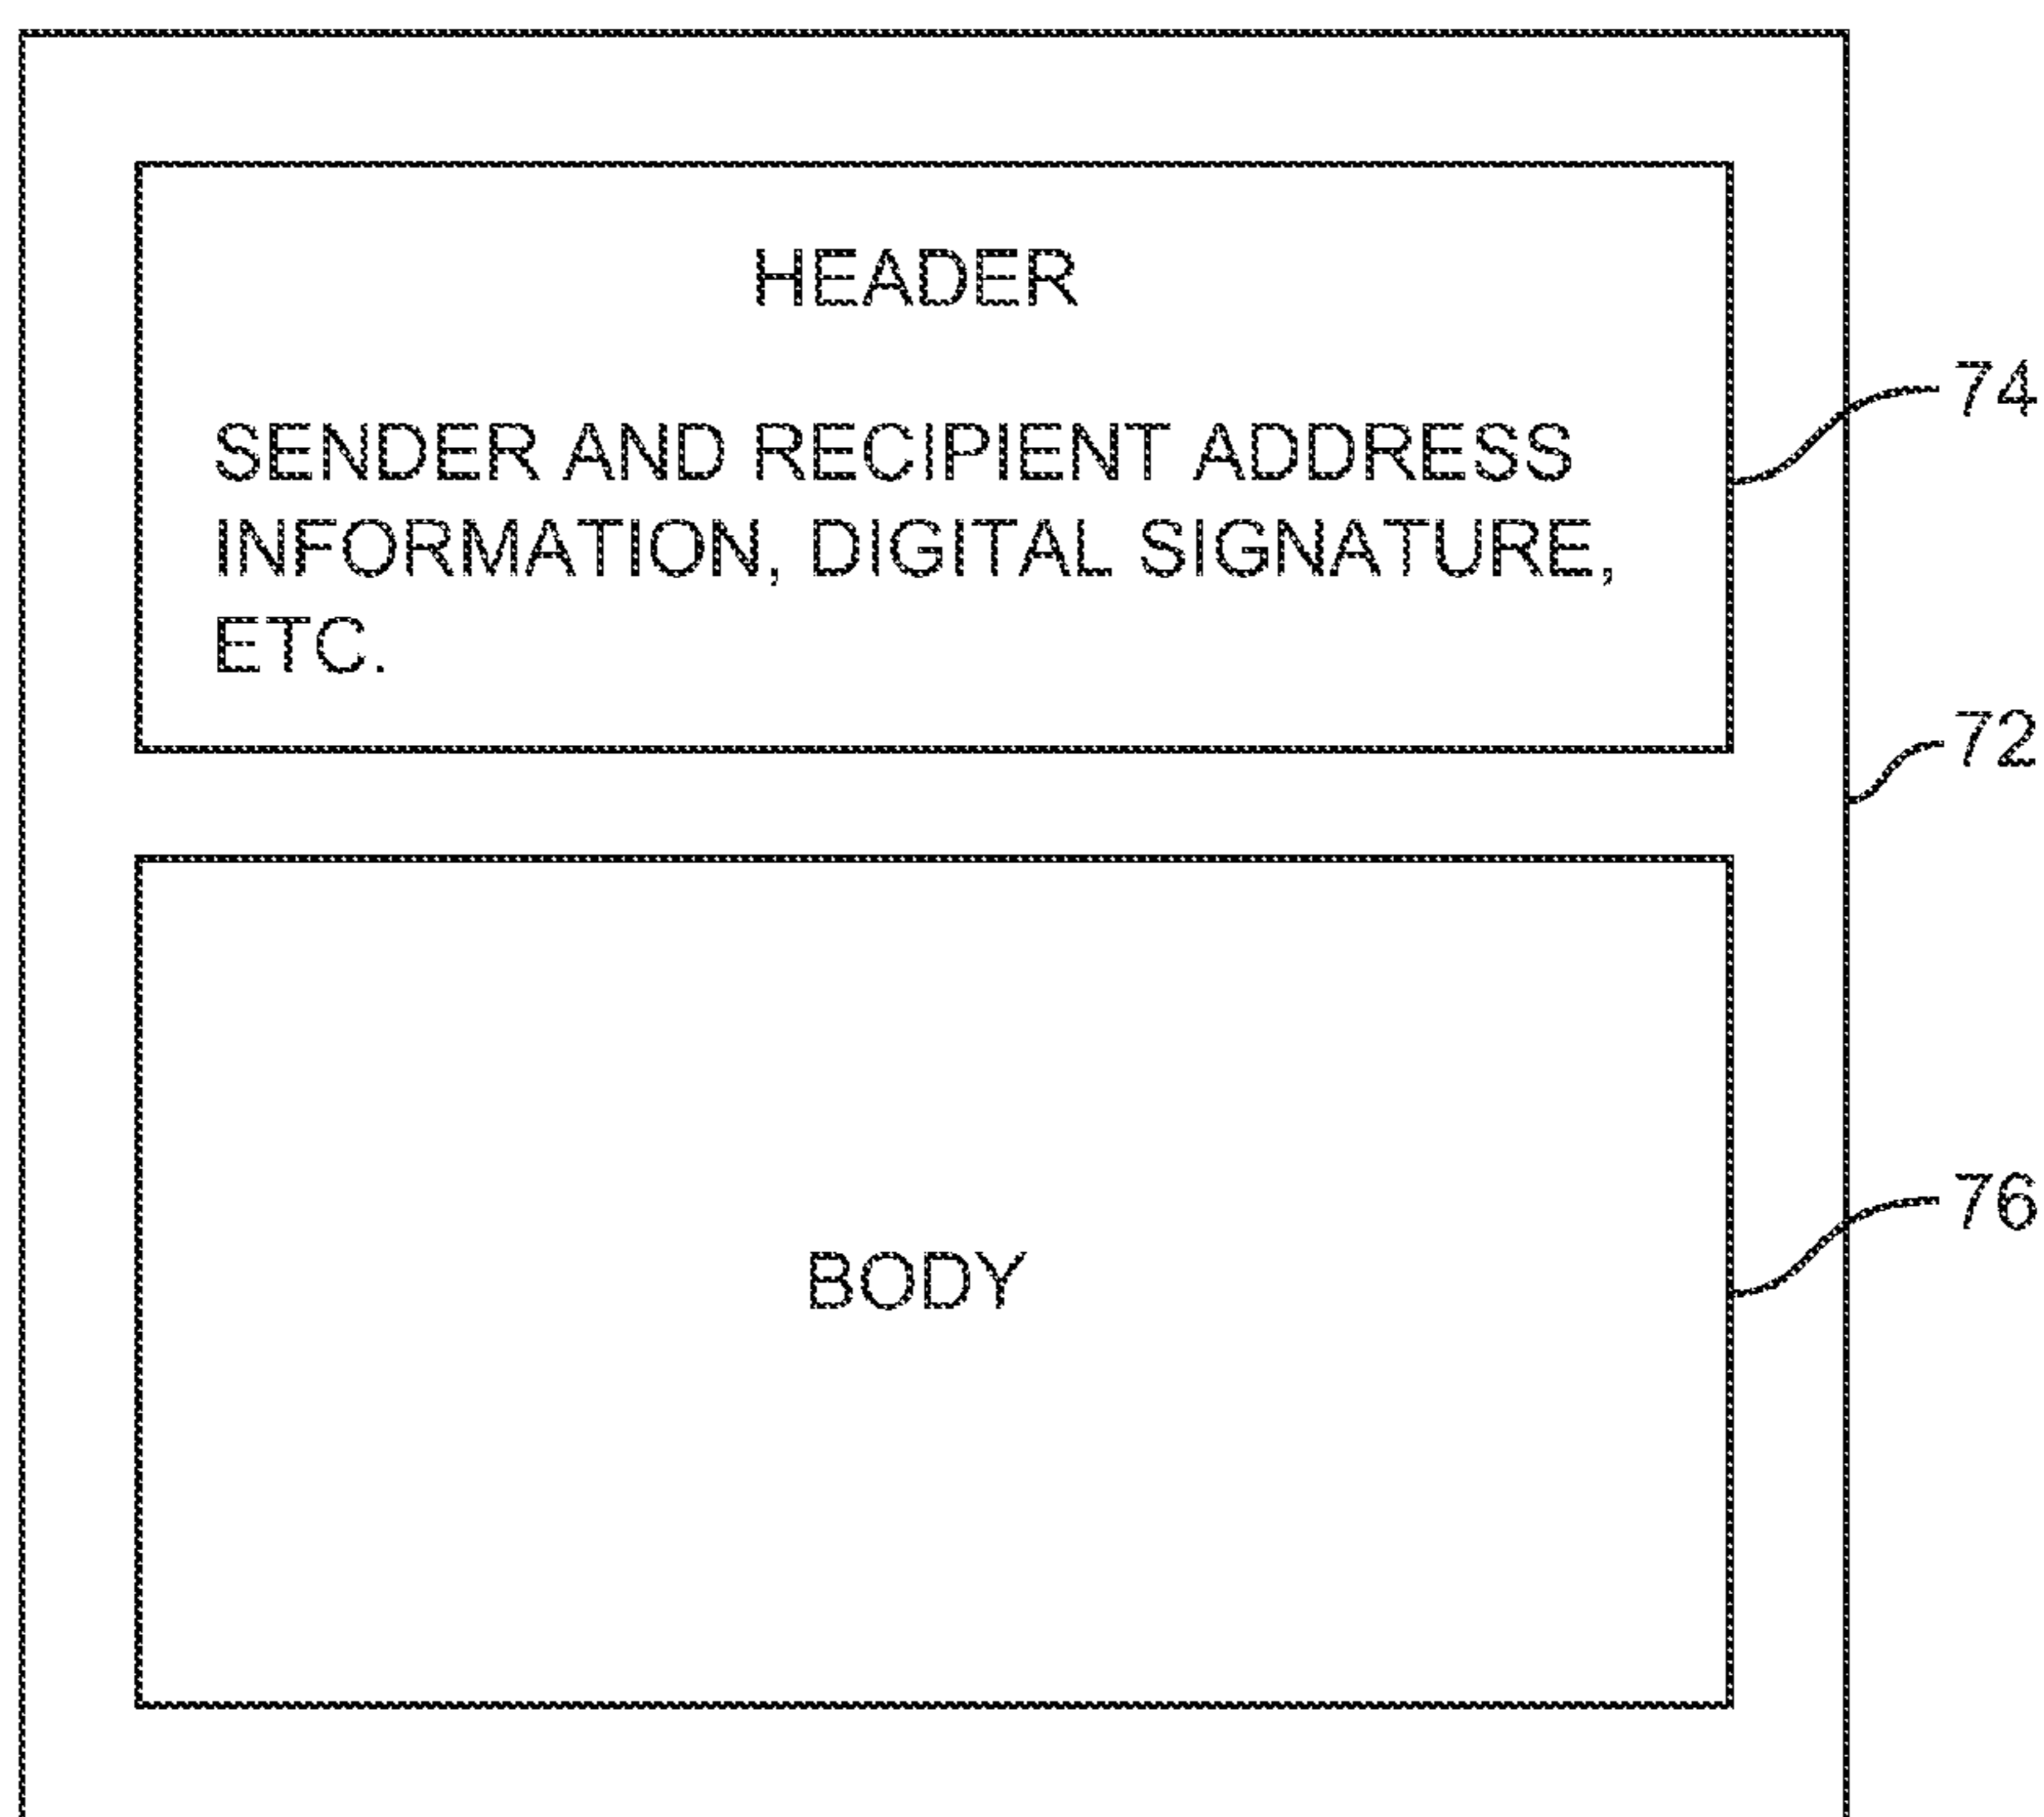 HEADER
74
SENDER AND RECIPIENT ADDRESS
INFORMATION, DIGITAL SIGNATURE,
ETC.
72
76
BODY